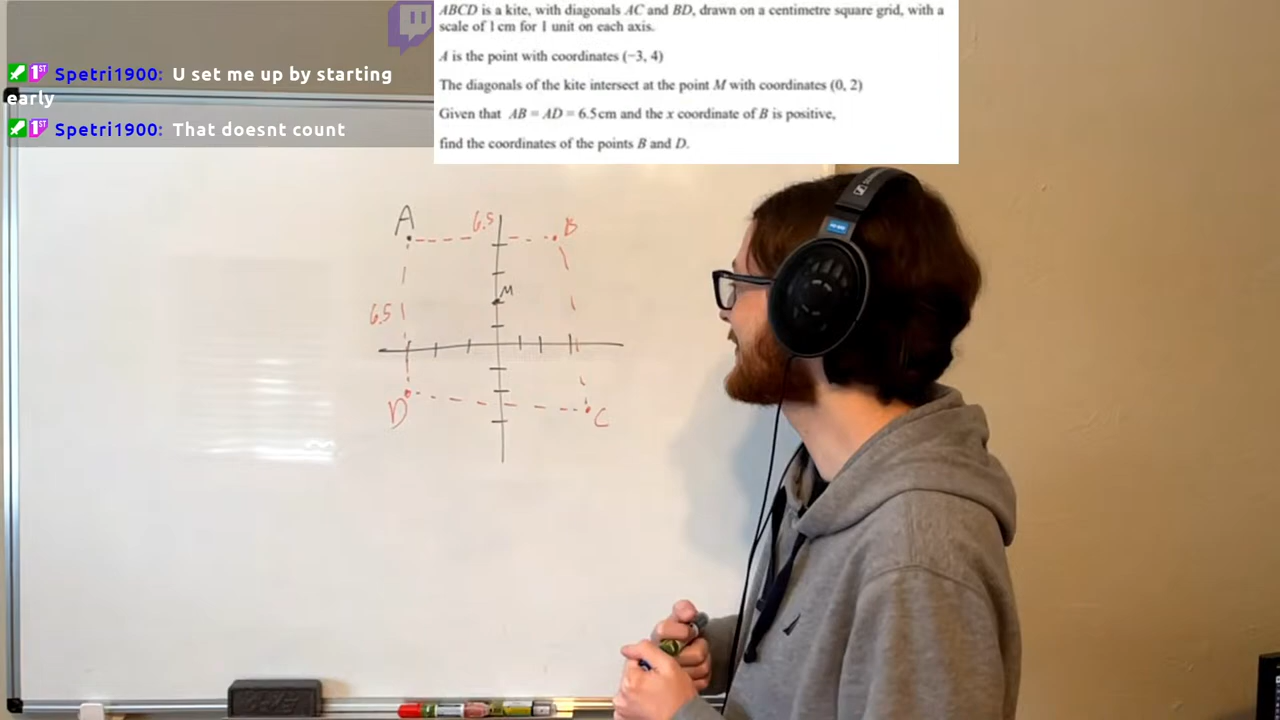 ABCD is a kite, with diagonals AC and BD, drawn on a centimetre square grid, with a
scale of 1 cm for 1 unit on each axis.
A is the point with coordinates (−3, 4)
The diagonals of the kite intersect at the point M with coordinates (0, 2)
Given that AB = AD = 6.5 cm and the x coordinate of B is positive,
find the coordinates of the points B and D.
1ST Spetri1900: U set me up by starting
early
1ST Spetri1900: That doesnt count
A 6.5 B
M
6.5
D C